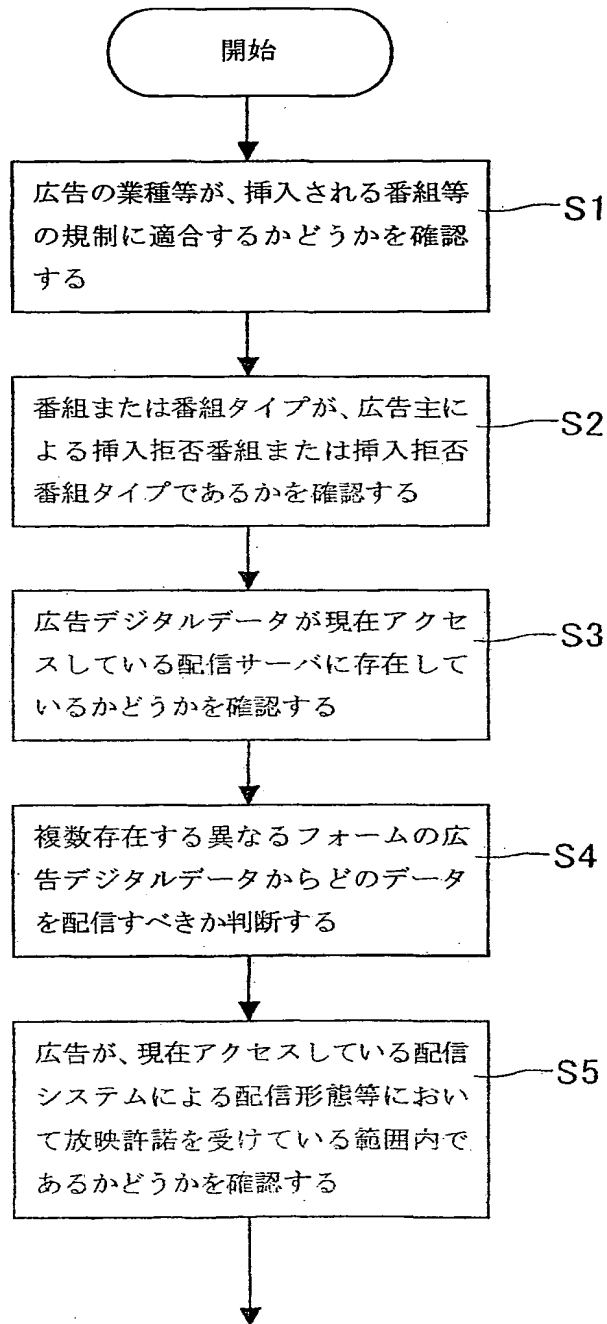 開始
広告の業種等が、挿入される番組等
の規制に適合するかどうかを確認
する
S1
番組または番組タイプが、広告主に
よる挿入拒否番組または挿入拒否
番組タイプであるかを確認する
S2
広告デジタルデータが現在アクセ
スしている配信サーバに存在して
いるかどうかを確認する
S3
複数存在する異なるフォームの広
告デジタルデータからどのデータ
を配信すべきか判断する
S4
広告が、現在アクセスしている配信
システムによる配信形態等におい
て放映許諾を受けている範囲内で
あるかどうかを確認する
S5